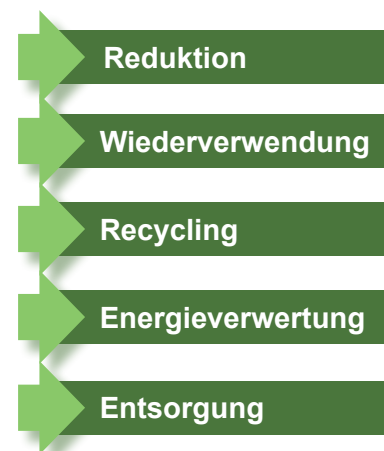 Reduktion
Wiederverwendung
Recycling
Energieverwertung
Entsorgung